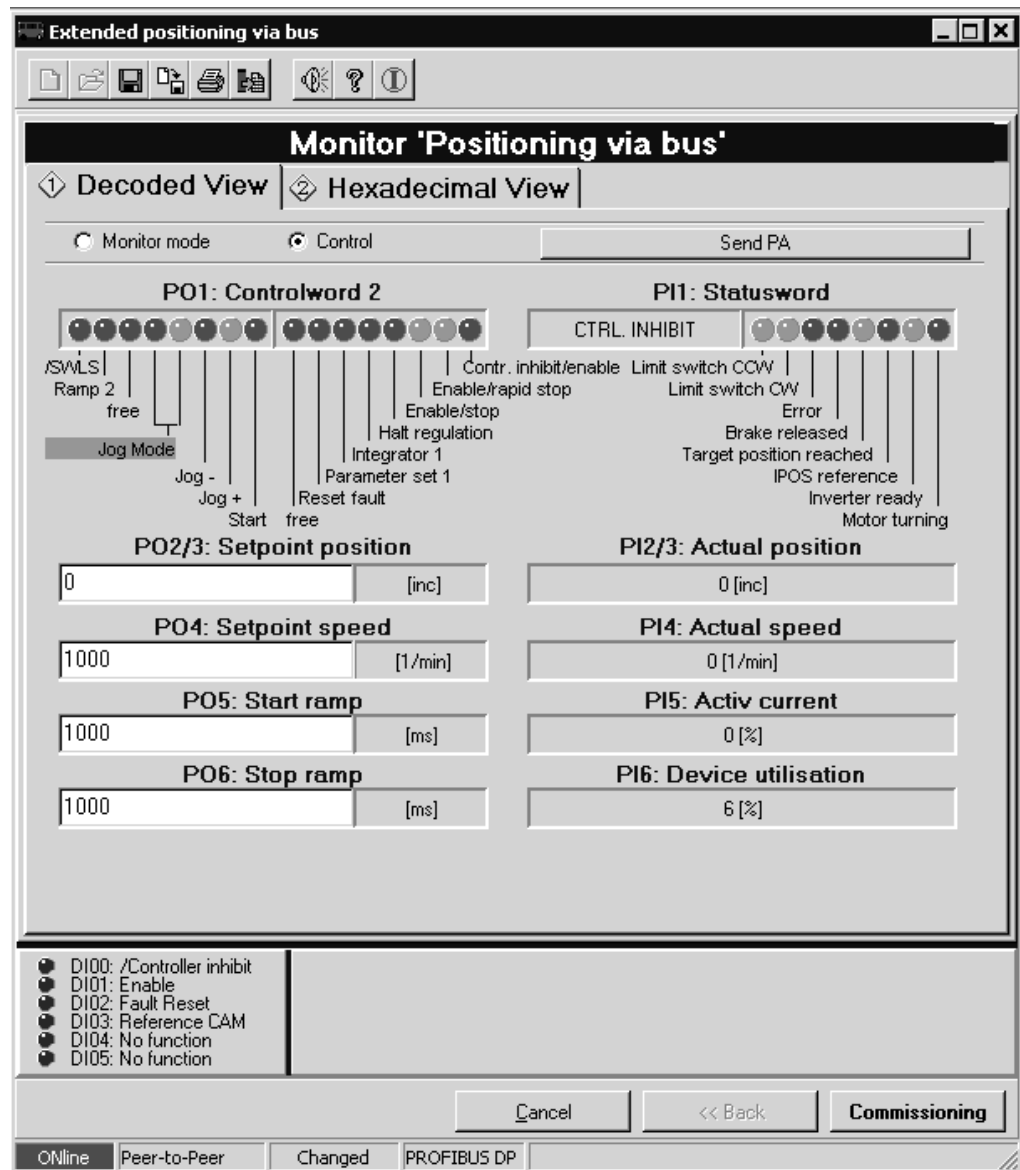 Extended positioning via bus
Monitor 'Positioning via bus'
1 Decoded View
2 Hexadecimal View
Monitor mode
Control
Send PA
PO1: Controlword 2
PI1: Statusword
CTRL. INHIBIT
/SWLS
Contr. inhibit/enable
Limit switch CCW
Ramp 2
Enable/rapid stop
Limit switch CW
free
Enable/stop
Error
Halt regulation
Brake released
Jog Mode
Integrator 1
Target position reached
Jog -
Parameter set 1
IPOS reference
Jog +
Reset fault
Inverter ready
Start
free
Motor turning
PO2/3: Setpoint position
PI2/3: Actual position
0
[inc]
0 [inc]
PO4: Setpoint speed
PI4: Actual speed
1000
[1/min]
0 [1/min]
PO5: Start ramp
PI5: Activ current
1000
[ms]
0 [%]
PO6: Stop ramp
PI6: Device utilisation
1000
[ms]
6 [%]
DI00: /Controller inhibit
DI01: Enable
DI02: Fault Reset
DI03: Reference CAM
DI04: No function
DI05: No function
Cancel
<< Back
Commissioning
ONline
Peer-to-Peer
Changed
PROFIBUS DP